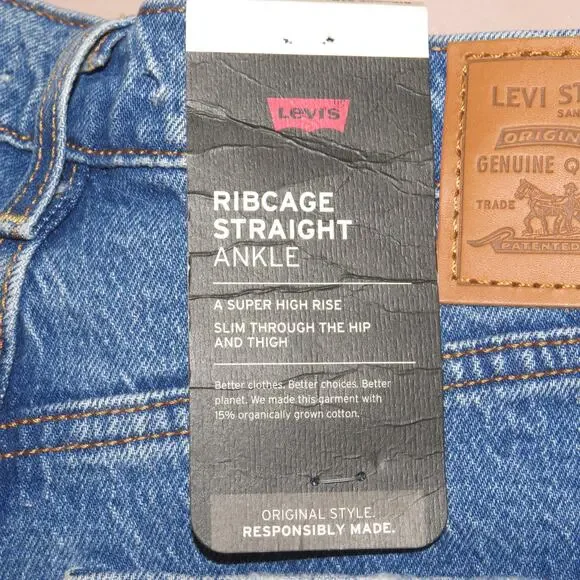 Levi's
RIBCAGE
STRAIGHT
ANKLE
A SUPER HIGH RISE
SLIM THROUGH THE HIP
AND THIGH
Better clothes. Better choices. Better
planet. We made this garment with
15% organically grown cotton.
ORIGINAL STYLE.
RESPONSIBLY MADE.
LEVI ST
SAN
ORIGIN
GENUINE Q
TRADE
PATENTED